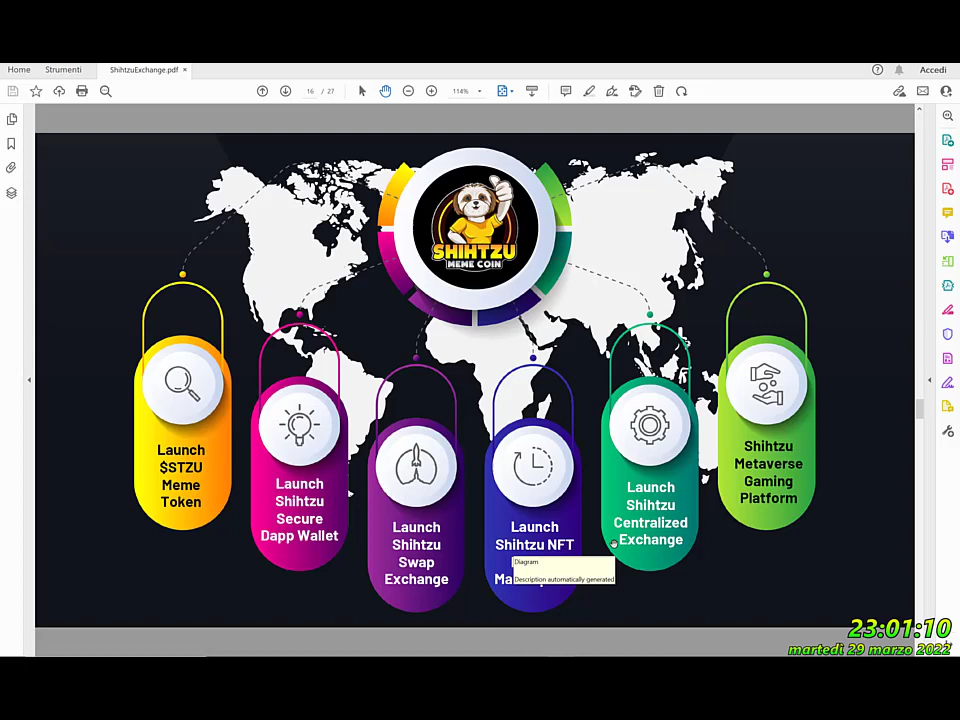 Home Strumenti ShihtzuExchange.pdf × Accedi
16 / 27 114%
SHIHTZU
MEME COIN
Launch
$STZU
Meme
Token
Launch
Shihtzu
Secure
Dapp Wallet
Launch
Shihtzu
Swap
Exchange
Launch
Shihtzu NFT
Ma
Launch
Shihtzu
Centralized
Exchange
Shihtzu
Metaverse
Gaming
Platform
Diagram
Description automatically generated
23:01:10
martedì 29 marzo 2022